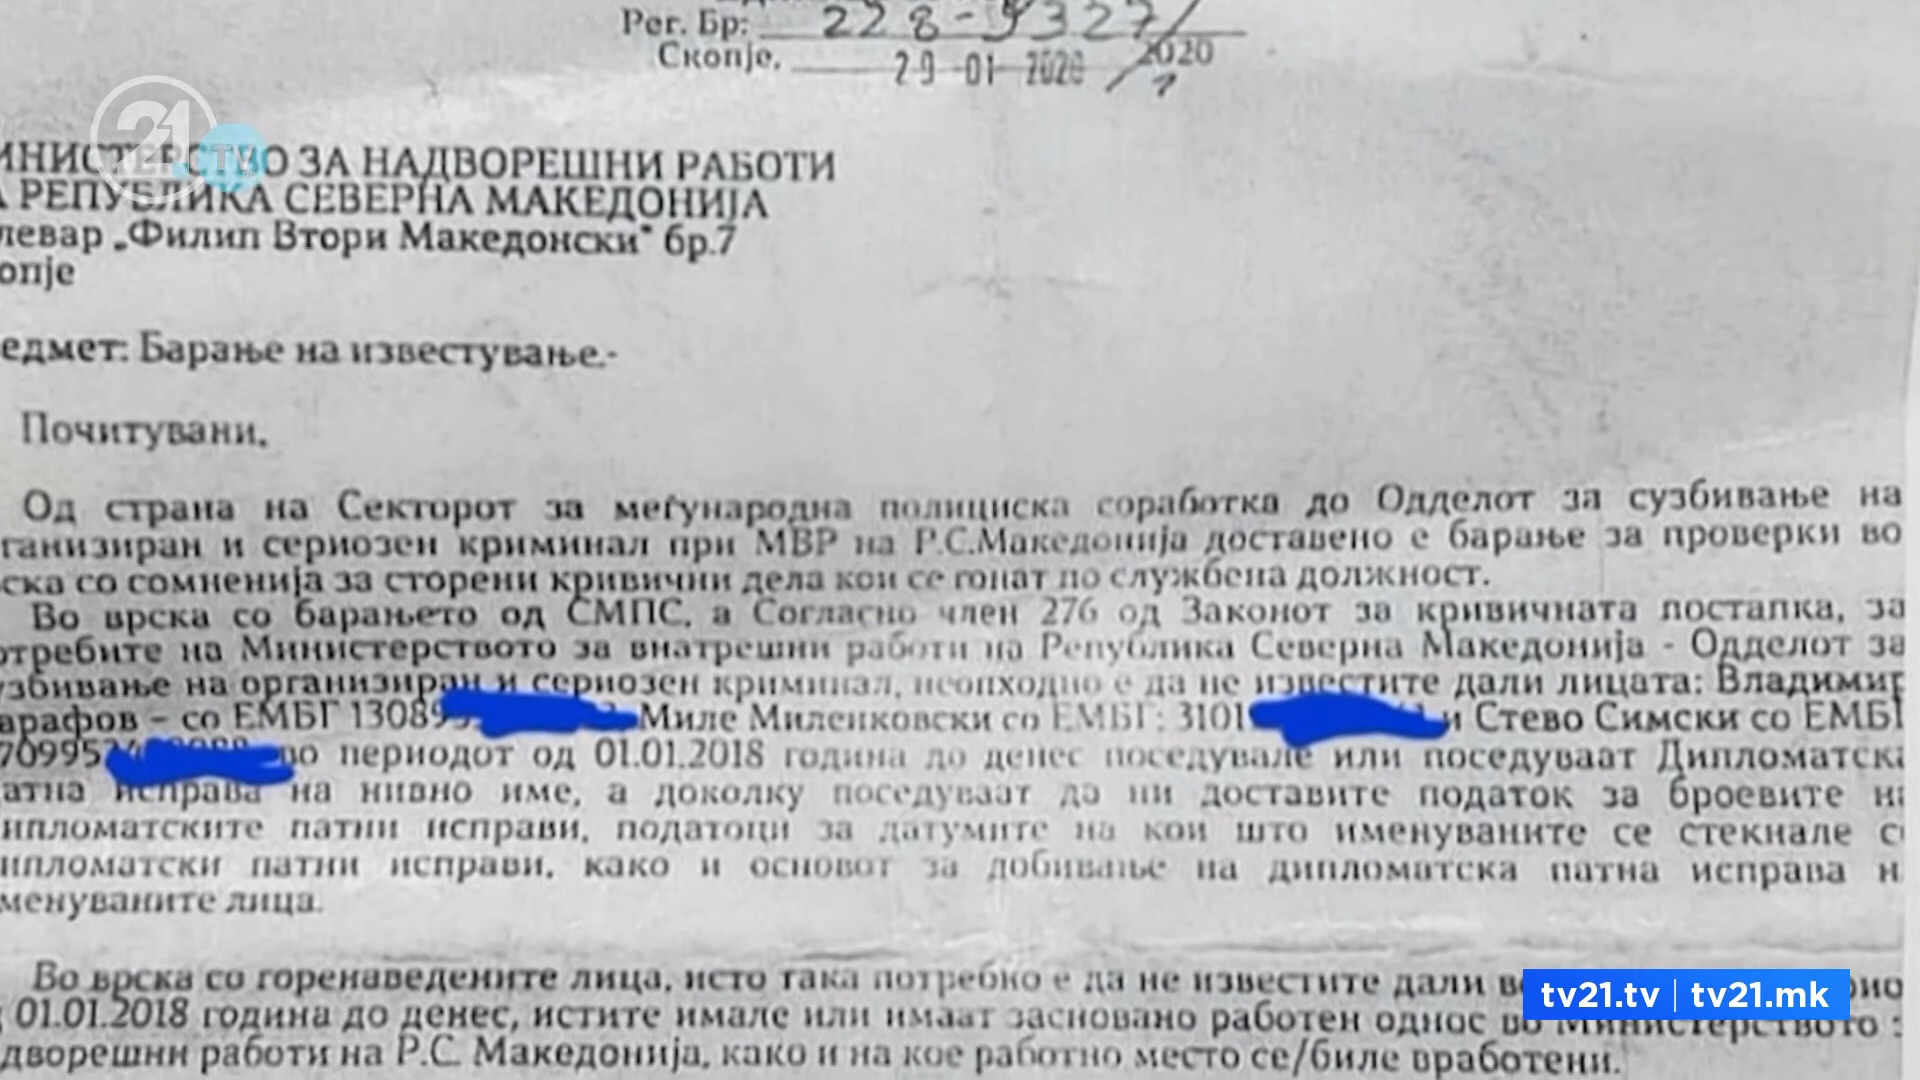 Рег. Бр: 228-9327/
2020
Скопје, 29-01-2020
21 TV
ИНИСТЕРСТВО ЗА НАДВОРЕШНИ РАБОТИ
А РЕПУБЛИКА СЕВЕРНА МАКЕДОНИЈА
левар „Филип Втори Македонски“ бр.7
опје
едмет: Барање на известување.-
Почитувани,
Од страна на Секторот за меѓународна полициска соработка до Одделот за сузбивање на
ганизиран и сериозен криминал при МВР на Р.С.Македонија доставено е барање за проверки во
ска со сомненија за сторени кривични дела кои се гонат по службена должност.
Во врска со барањето од СМПС, а Согласно член 276 од Законот за кривичната постапка, за
отребите на Министерството за внатрешни работи на Република Северна Македонија - Одделот за
узбивање на организиран и сериозен криминал, неопходно е да не известите дали лицата: Владимир
арафов – со ЕМБГ 13089 Миле Миленковски со ЕМБГ: 3101 и Стево Симски со ЕМБГ
70995 во периодот од 01.01.2018 година до денес поседувале или поседуваат Дипломатска
атна исправа на нивно име, а доколку поседуваат да ни доставите податок за броевите на
ипломатските патни исправи, податоци за датумите на кои што именуваните се стекнале с
ипломатски патни исправи, како и основот за добивање на дипломатска патна исправа н
менуваните лица.
Во врска со горенаведените лица, исто така потребно е да не известите дали во рио
01.01.2018 година до денес, истите имале или имаат засновано работен однос во Министерството з
дворешни работи на Р.С. Македонија, како и на кое работно место се/биле вработени.
tv21.tv | tv21.mk